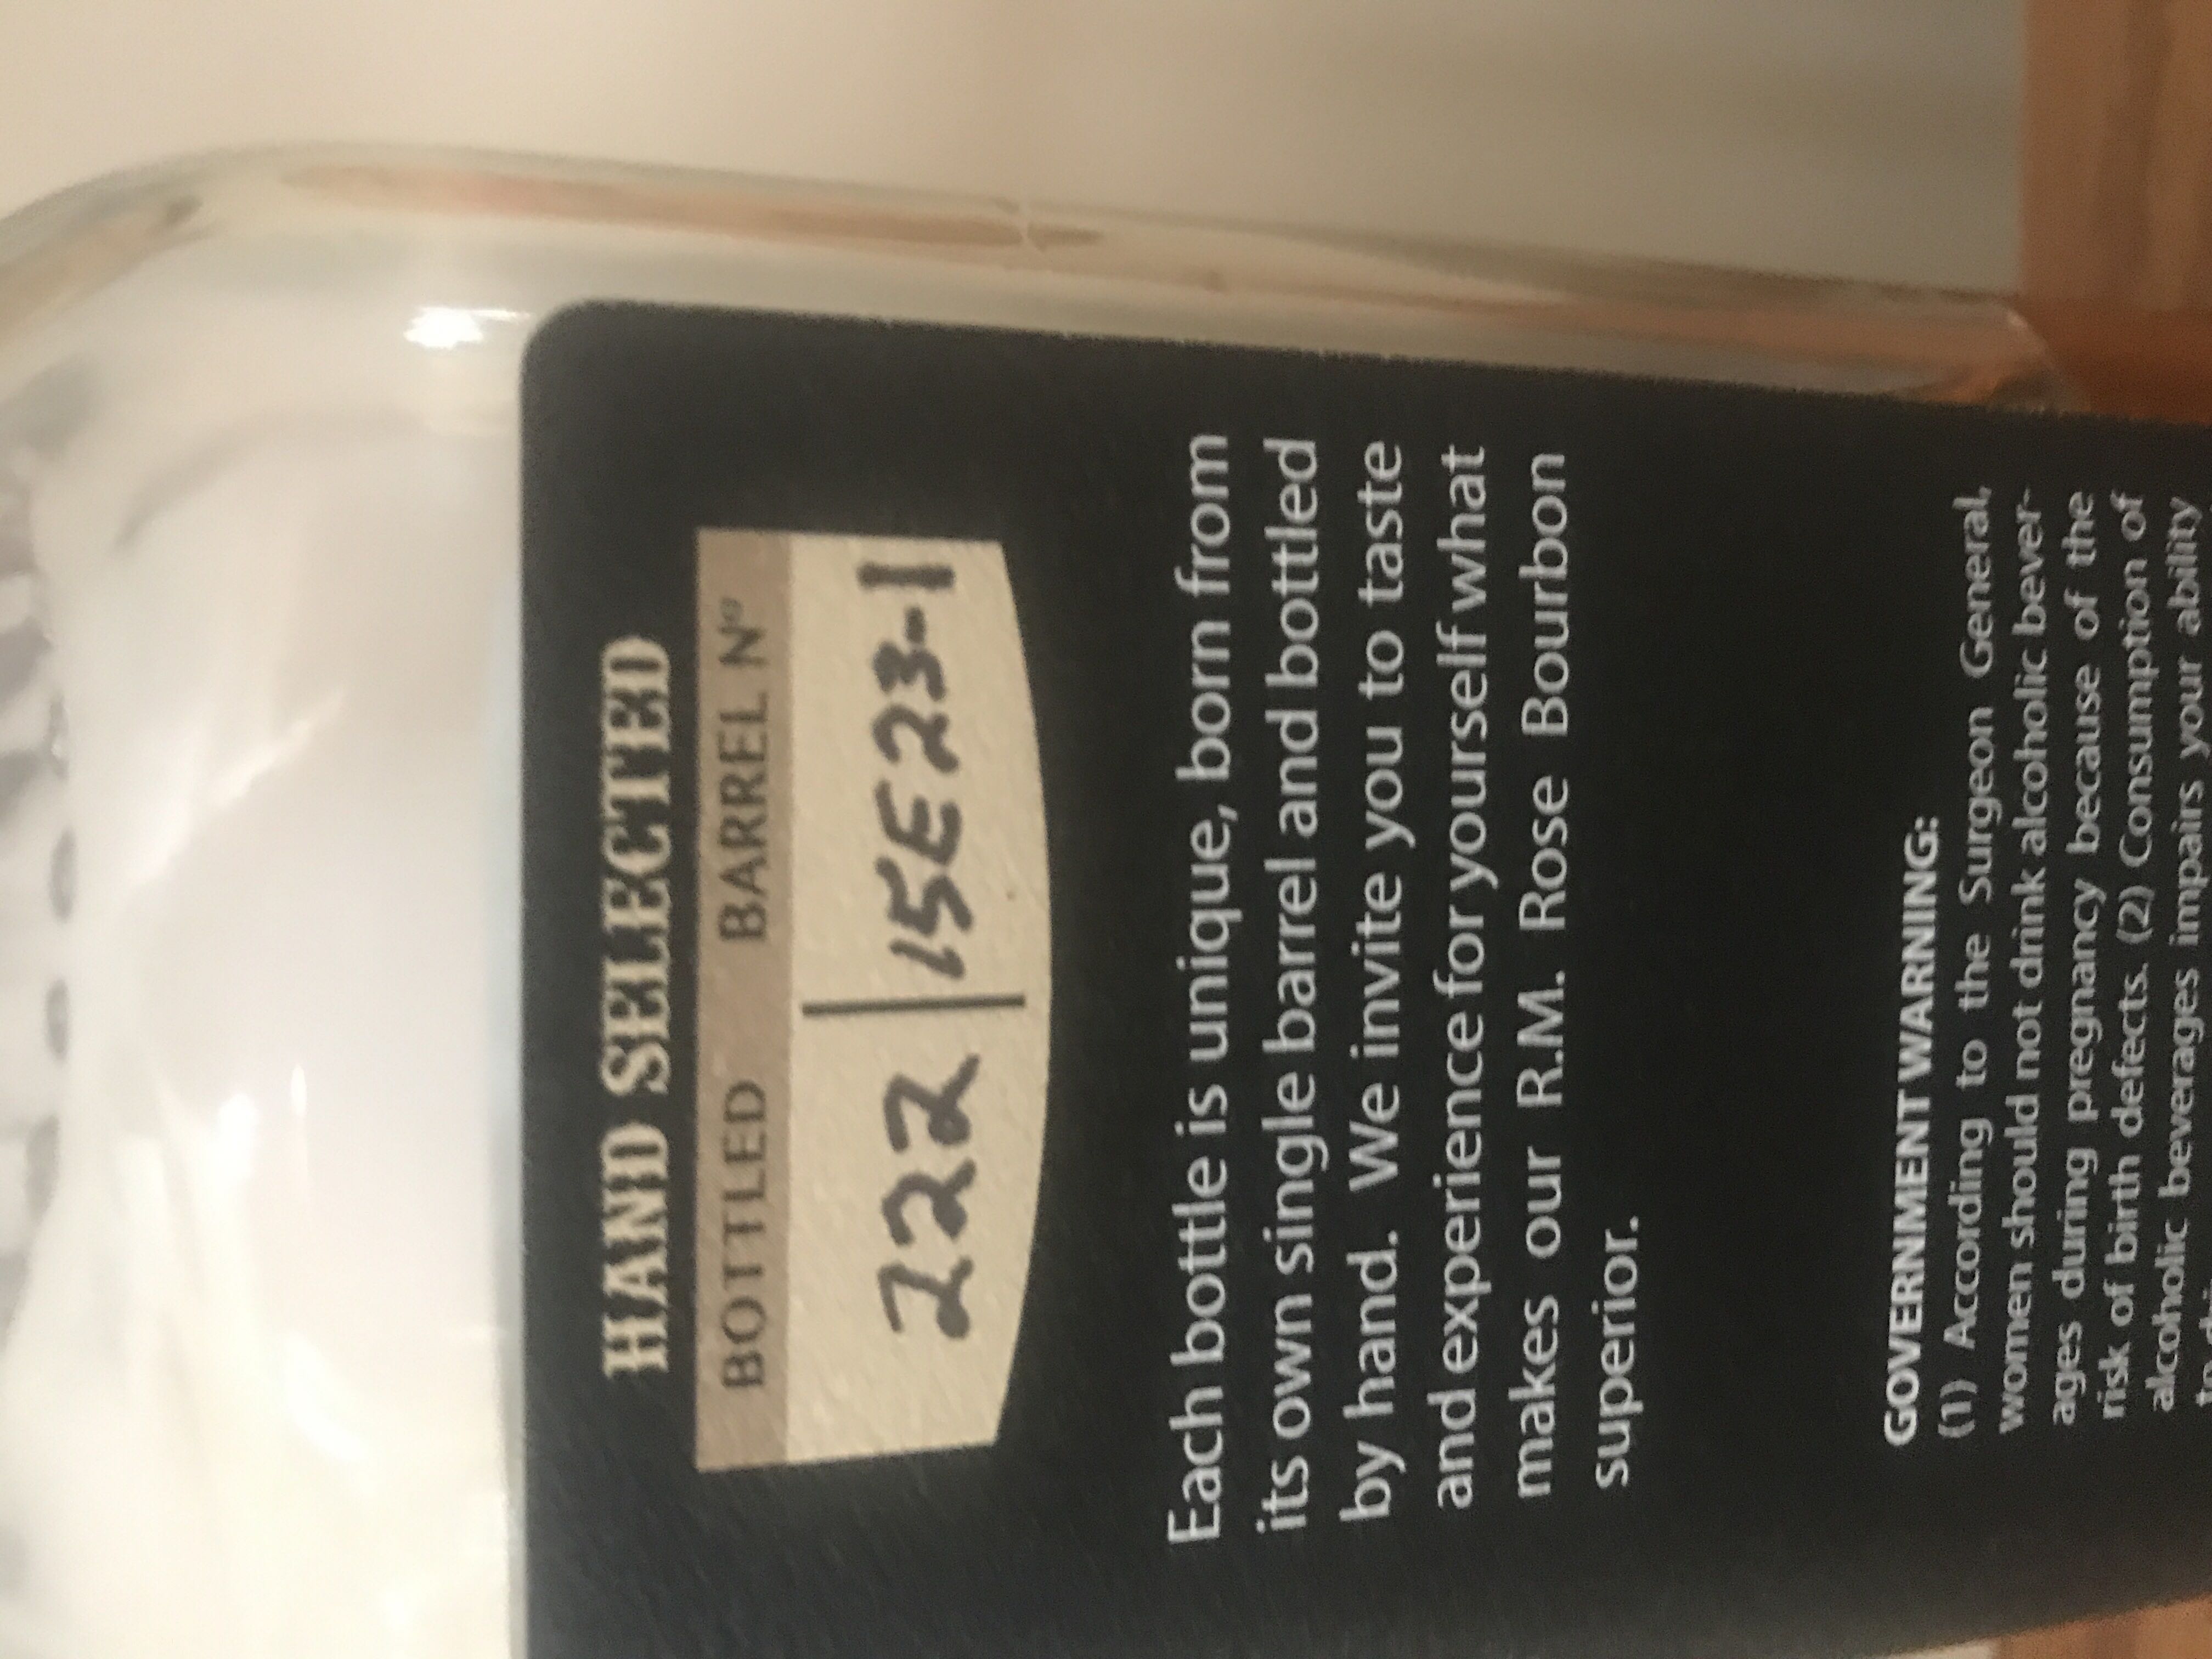 HAND SELECTED
BOTTLED BARREL Nº
222 | 15E23-1
Each bottle is unique, born from
its own single barrel and bottled
by hand. We invite you to taste
and experience for yourself what
makes our R.M. Rose Bourbon
superior.
GOVERNMENT WARNING:
(1) According to the Surgeon General,
women should not drink alcoholic bever-
ages during pregnancy because of the
risk of birth defects. (2) Consumption of
alcoholic beverages impairs your ability